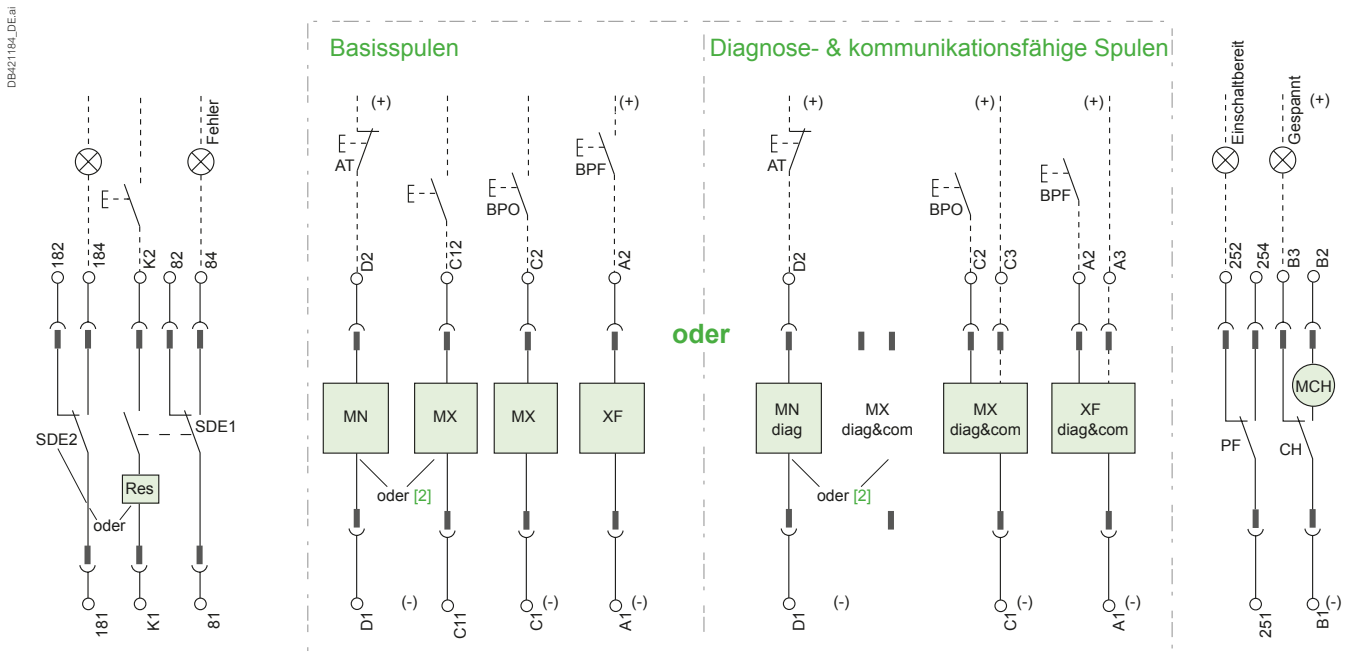 DB421184_DE.ai
Basisspulen
Diagnose- & kommunikationsfähige Spulen
Fehler
(+)
(+)
(+)
(+)
(+)
Einschaltbereit
Gespannt
(+)
AT
BPO
BPF
AT
BPO
BPF
182
184
K2
82
84
D2
C12
C2
A2
D2
C2
C3
A2
A3
252
254
B3
B2
oder
SDE2
SDE1
Res
oder
MN
MX
MX
XF
oder [2]
MN
diag
MX
diag&com
MX
diag&com
XF
diag&com
oder [2]
MCH
PF
CH
181
K1
81
D1
(-)
C11
C1
(-)
A1
(-)
D1
(-)
C1
(-)
A1
(-)
251
B1
(-)